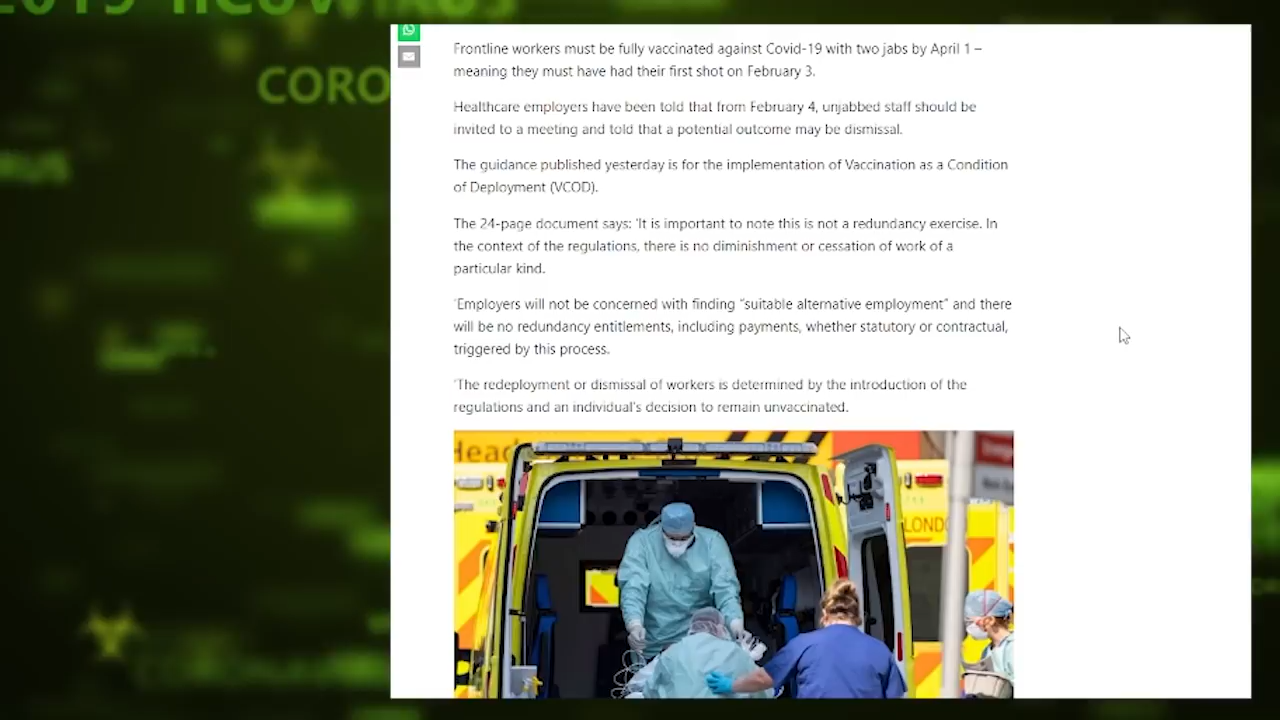 CORO
Frontline workers must be fully vaccinated against Covid-19 with two jabs by April 1 –
meaning they must have had their first shot on February 3.
Healthcare employers have been told that from February 4, unjabbed staff should be
invited to a meeting and told that a potential outcome may be dismissal.
The guidance published yesterday is for the implementation of Vaccination as a Condition
of Deployment (VCOD).
The 24-page document says: 'It is important to note this is not a redundancy exercise. In
the context of the regulations, there is no diminishment or cessation of work of a
particular kind.
'Employers will not be concerned with finding “suitable alternative employment” and there
will be no redundancy entitlements, including payments, whether statutory or contractual,
triggered by this process.
'The redeployment or dismissal of workers is determined by the introduction of the
regulations and an individual's decision to remain unvaccinated.
Head
LONDO